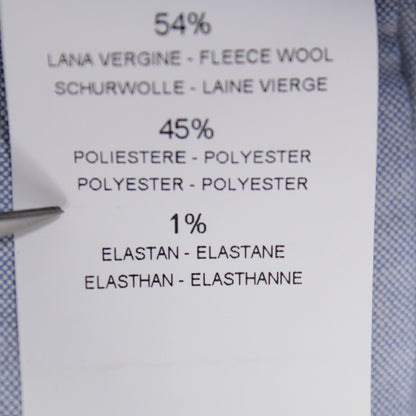 54%
LANA VERGINE - FLEECE WOOL
SCHURWOLLE - LAINE VIERGE
45%
POLIESTERE - POLYESTER
POLYESTER - POLYESTER
1%
ELASTAN - ELASTANE
ELASTHAN - ELASTHANNE